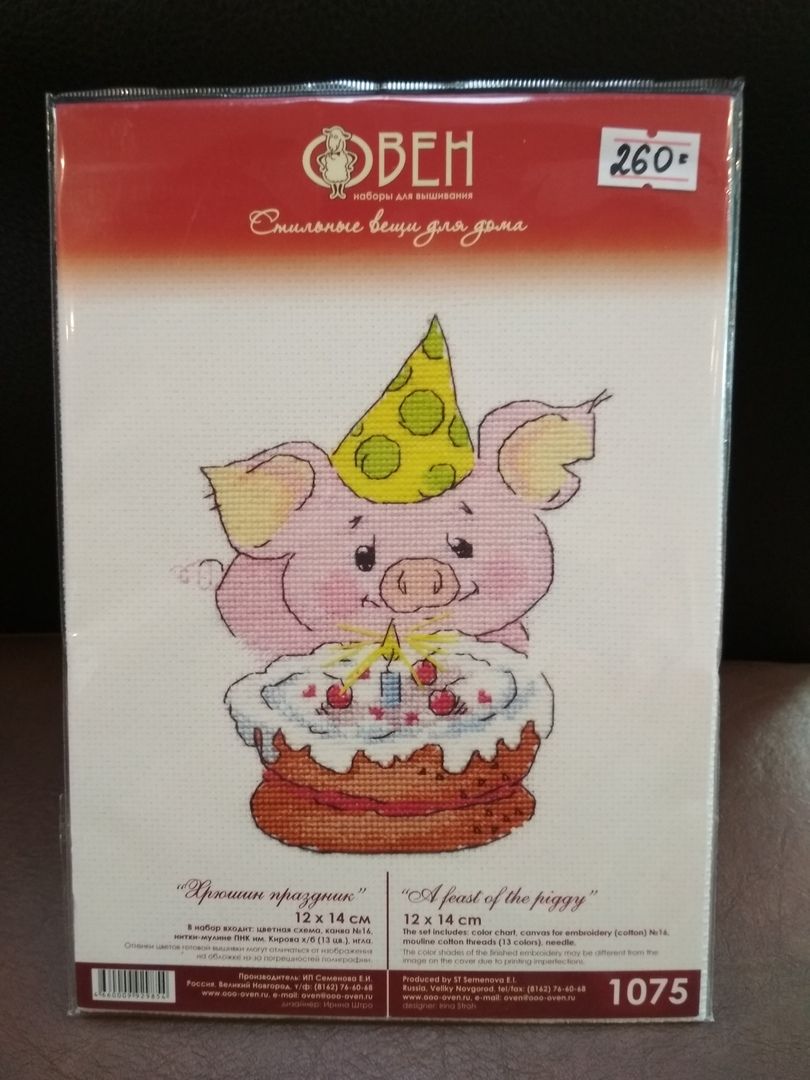 ОВЕН
наборы для вышивания
Стильные вещи для дома
260=
"Хрюшин праздник"
12 х 14 см
В набор входит: цветная схема, канва №16,
нитки-мулине ПНК им. Кирова х/б (13 цв.), игла.
Оттенки цветов готовой вышивки могут отличаться от изображения
на обложке из-за погрешностей полиграфии.
"A feast of the piggy"
12 x 14 cm
The set includes: color chart, canvas for embroidery (cotton) №16,
mouline cotton threads (13 colors), needle.
The color shades of the finished embroidery may be different from the
image on the cover due to printing imperfections.
4660009929854
Производитель: ИП Семенова Е.И.
Россия, Великий Новгород, т/ф: (8162) 76-60-68
www.ooo-oven.ru, e-mail: oven@ooo-oven.ru
дизайнер: Ирина Штро
Produced by ST Semenova E.I.
Russia, Veliky Novgorod, tel/fax: (8162) 76-60-68
www.ooo-oven.ru, e-mail: oven@ooo-oven.ru
designer: Irina Stroh
1075